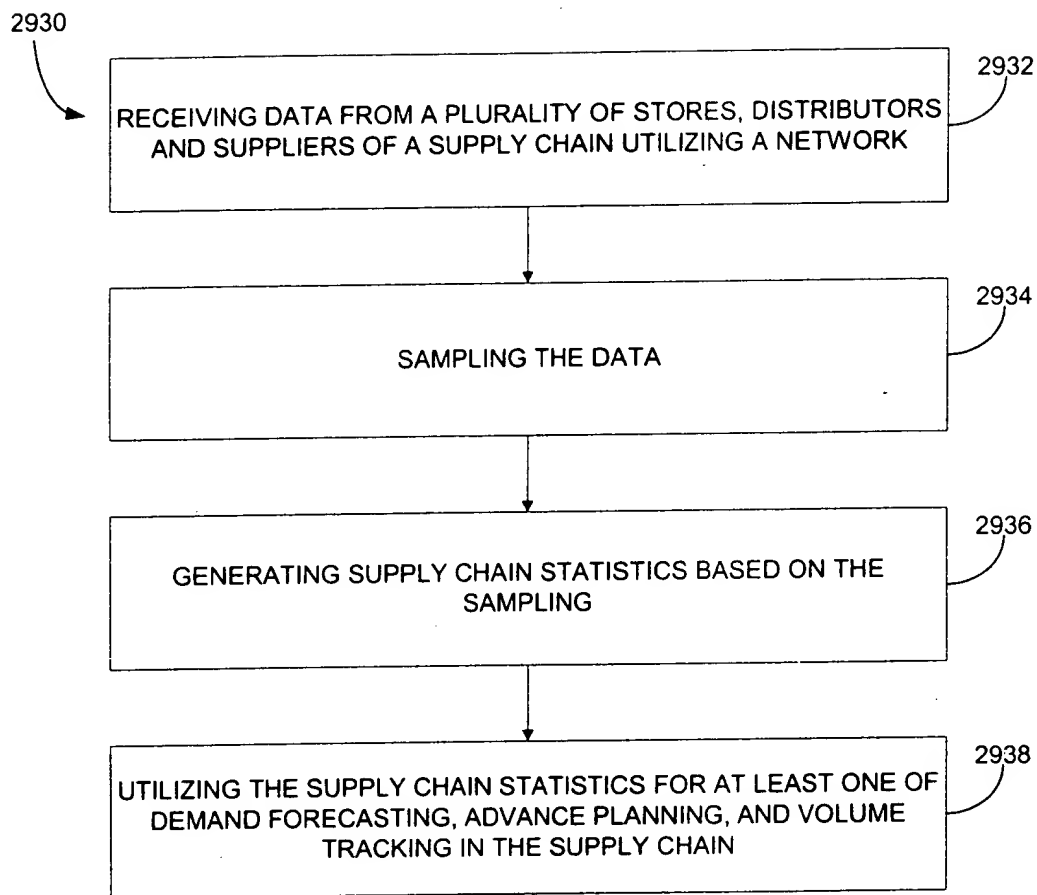 2930
2932
RECEIVING DATA FROM A PLURALITY OF STORES, DISTRIBUTORS
AND SUPPLIERS OF A SUPPLY CHAIN UTILIZING A NETWORK
2934
SAMPLING THE DATA
2936
GENERATING SUPPLY CHAIN STATISTICS BASED ON THE
SAMPLING
2938
UTILIZING THE SUPPLY CHAIN STATISTICS FOR AT LEAST ONE OF
DEMAND FORECASTING, ADVANCE PLANNING, AND VOLUME
TRACKING IN THE SUPPLY CHAIN